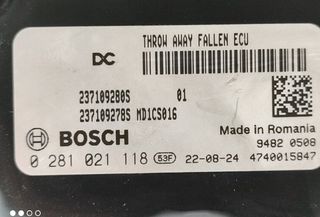 THROW AWAY FALLEN ECU
DC
237109280S 01
237109278S MD1CS016
BOSCH
Made in Romania
9482 0508
0 281 021 118 53F 22-08-24 4740015847